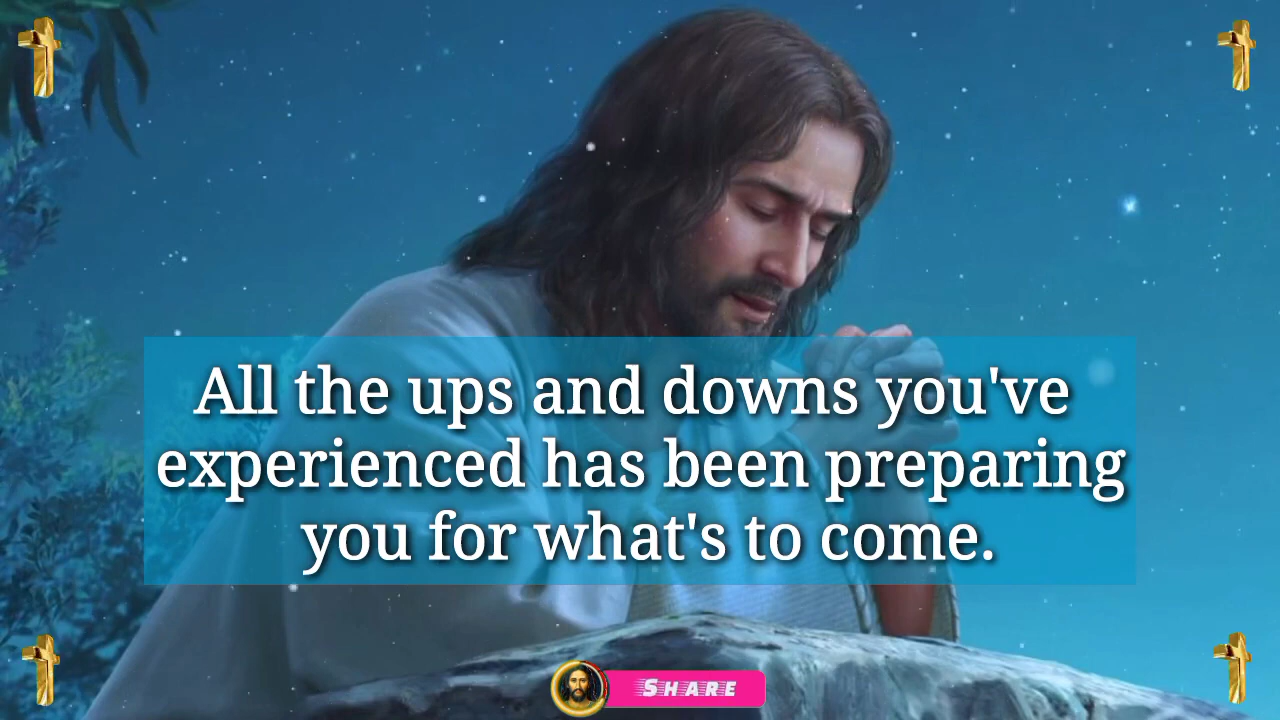 All the ups and downs you've
experienced has been preparing
you for what's to come.
SHARE